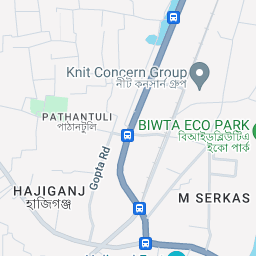 Knit Concern Group
নীট কনসার্ন গ্রুপ
PATHANTULI
পাঠানটুলি
BIWTA ECO PARK
বিআইডব্লিউটিএ
ইকো পার্ক
Gopta Rd
HAJIGANJ
হাজিগঞ্জ
M SERKAS